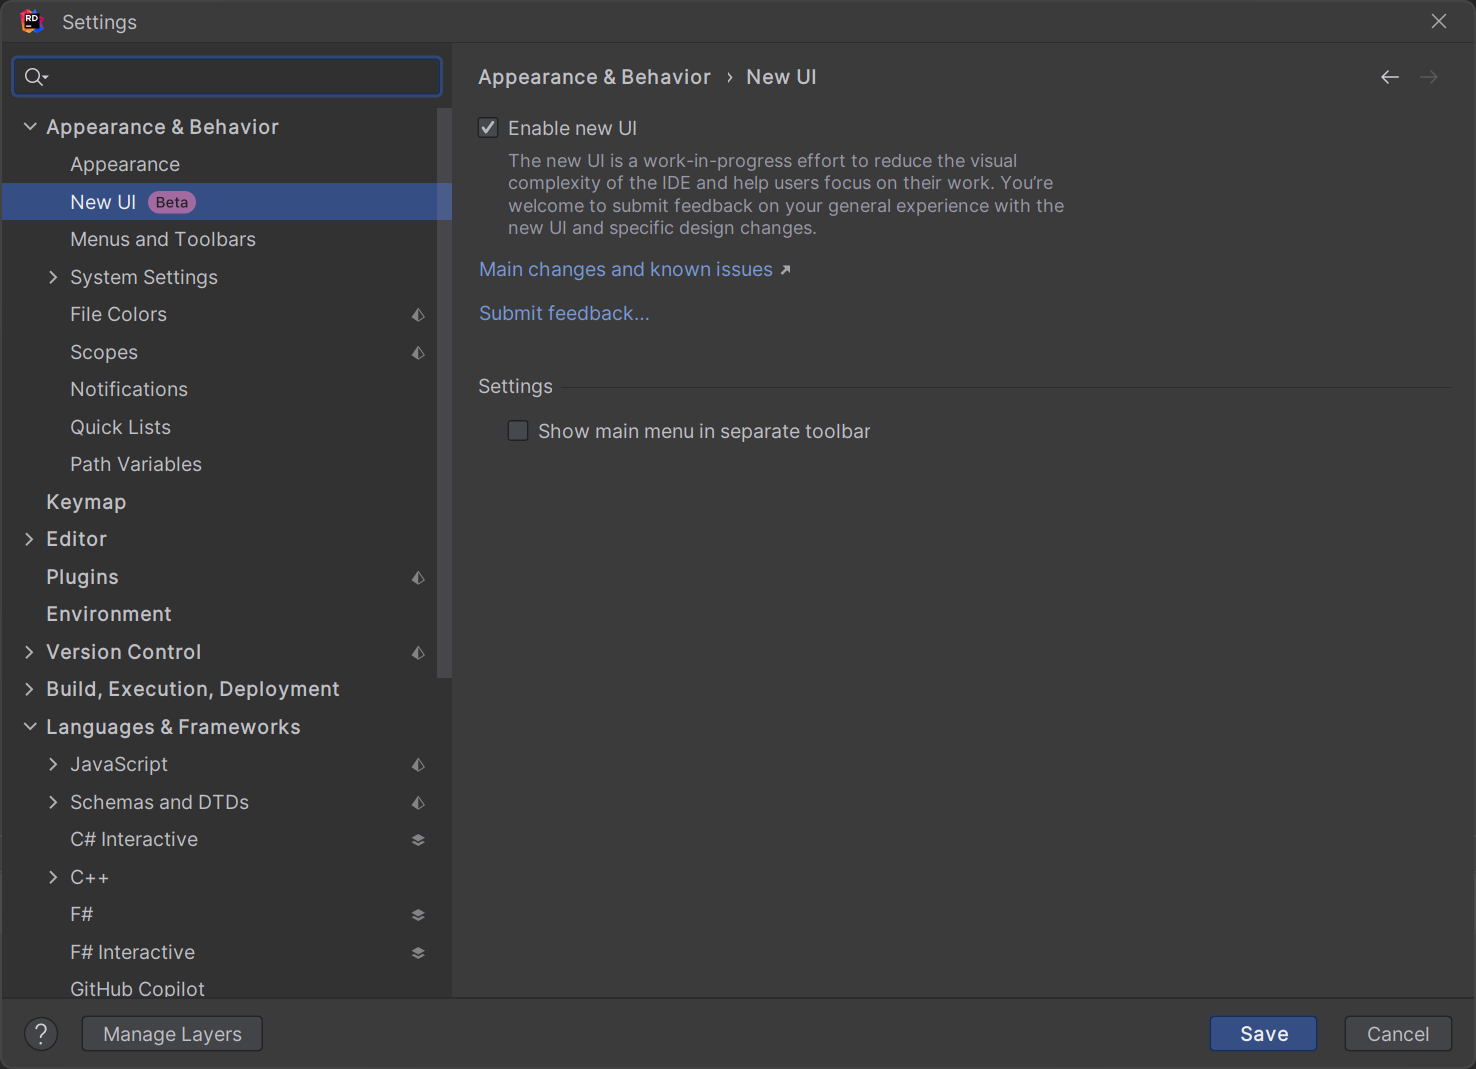 RD
Settings
Appearance & Behavior
Appearance
New UI Beta
Menus and Toolbars
System Settings
File Colors
Scopes
Notifications
Quick Lists
Path Variables
Keymap
Editor
Plugins
Environment
Version Control
Build, Execution, Deployment
Languages & Frameworks
JavaScript
Schemas and DTDs
C# Interactive
C++
F#
F# Interactive
GitHub Copilot
Appearance & Behavior › New UI
Enable new UI
The new UI is a work-in-progress effort to reduce the visual
complexity of the IDE and help users focus on their work. You’re
welcome to submit feedback on your general experience with the
new UI and specific design changes.
Main changes and known issues
Submit feedback...
Settings
Show main menu in separate toolbar
?
Manage Layers
Save
Cancel